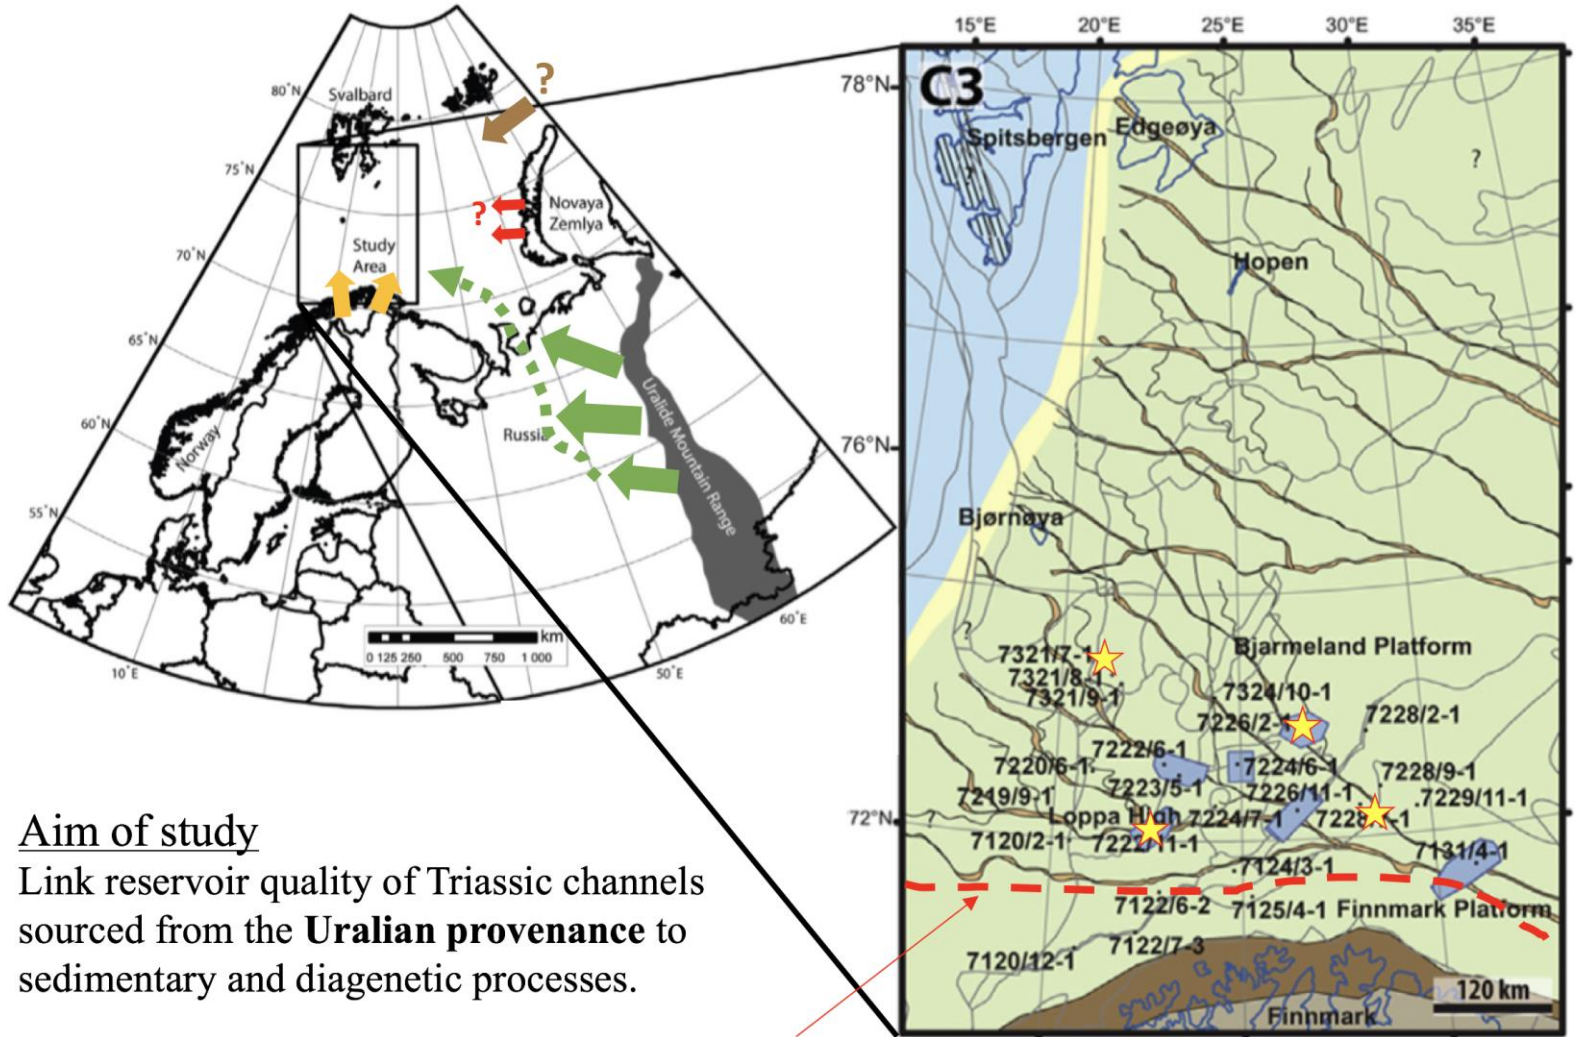 80°N
Svalbard
?
75°N
Novaya
Zemlya
?
Study
Area
70°N
65°N
60°N
Norway
Russia
Uralide Mountain Range
55°N
km
0 125 250 500 750 1 000
60°E
50°E
10°E
Aim of study
Link reservoir quality of Triassic channels
sourced from the Uralian provenance to
sedimentary and diagenetic processes.
15°E 20°E 25°E 30°E 35°E
78°N
C3
Spitsbergen
Edgeøya
?
?
Hopen
76°N
Bjørnøya
?
Bjarmeland Platform
7321/7-1
7321/8-1
7321/9-1
7324/10-1
7226/2-1
7228/2-1
7222/6-1
7220/6-1
7224/6-1
7228/9-1
7223/5-1
7226/11-1
7229/11-1
7219/9-1
72°N
?
Loppa High
7224/7-1
7120/2-1
7222/11-1
7131/4-1
7124/3-1
7122/6-2
7125/4-1
Finnmark Platform
7122/7-3
7120/12-1
120 km
Finnmark